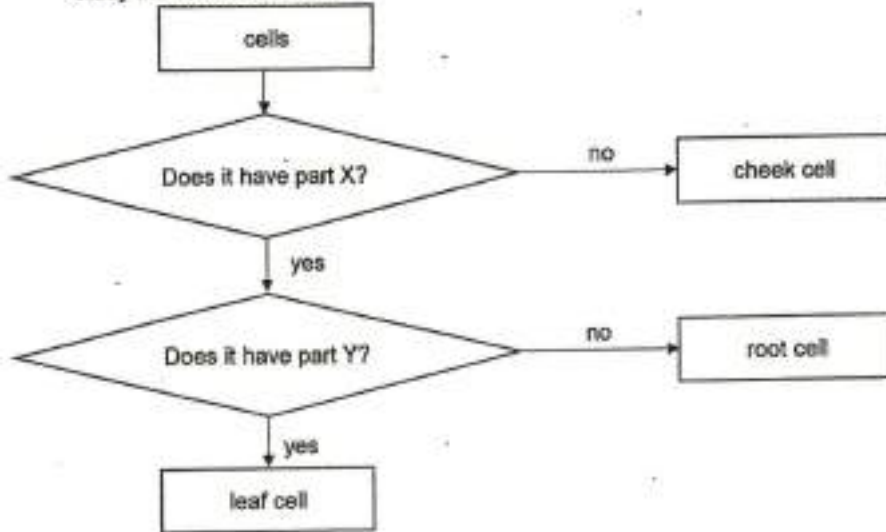 cells
Does it have part X?
no
cheek cell
yes
Does it have part Y?
no
root cell
yes
leaf cell